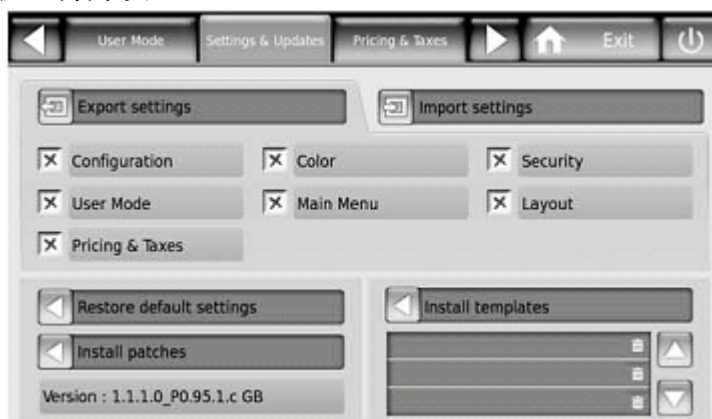 User Mode Settings & Updates Pricing & Taxes Exit
Export settings Import settings
Configuration Color Security
User Mode Main Menu Layout
Pricing & Taxes
Restore default settings Install templates
Install patches
Version : 1.1.1.0_P0.95.1.c GB